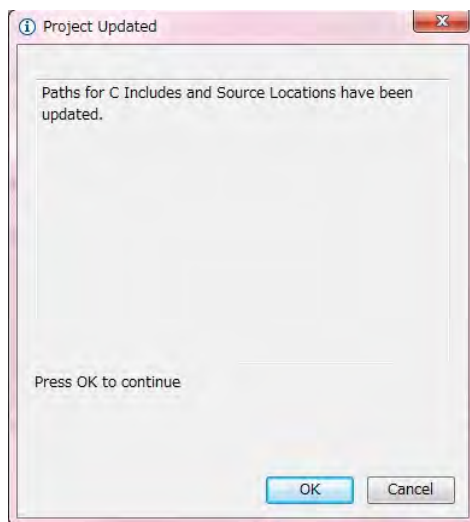 Project Updated
Paths for C Includes and Source Locations have been
updated.
Press OK to continue
OK
Cancel